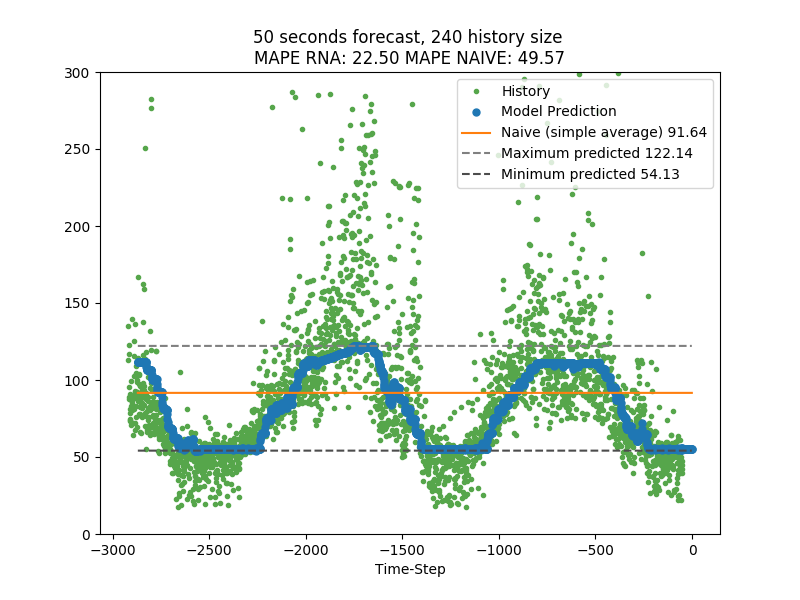 50 seconds forecast, 240 history size
MAPE RNA: 22.50 MAPE NAIVE: 49.57
300
250
200
150
100
50
0
History
Model Prediction
Naive (simple average) 91.64
Maximum predicted 122.14
Minimum predicted 54.13
−3000 −2500 −2000 −1500 −1000 −500 0
Time-Step